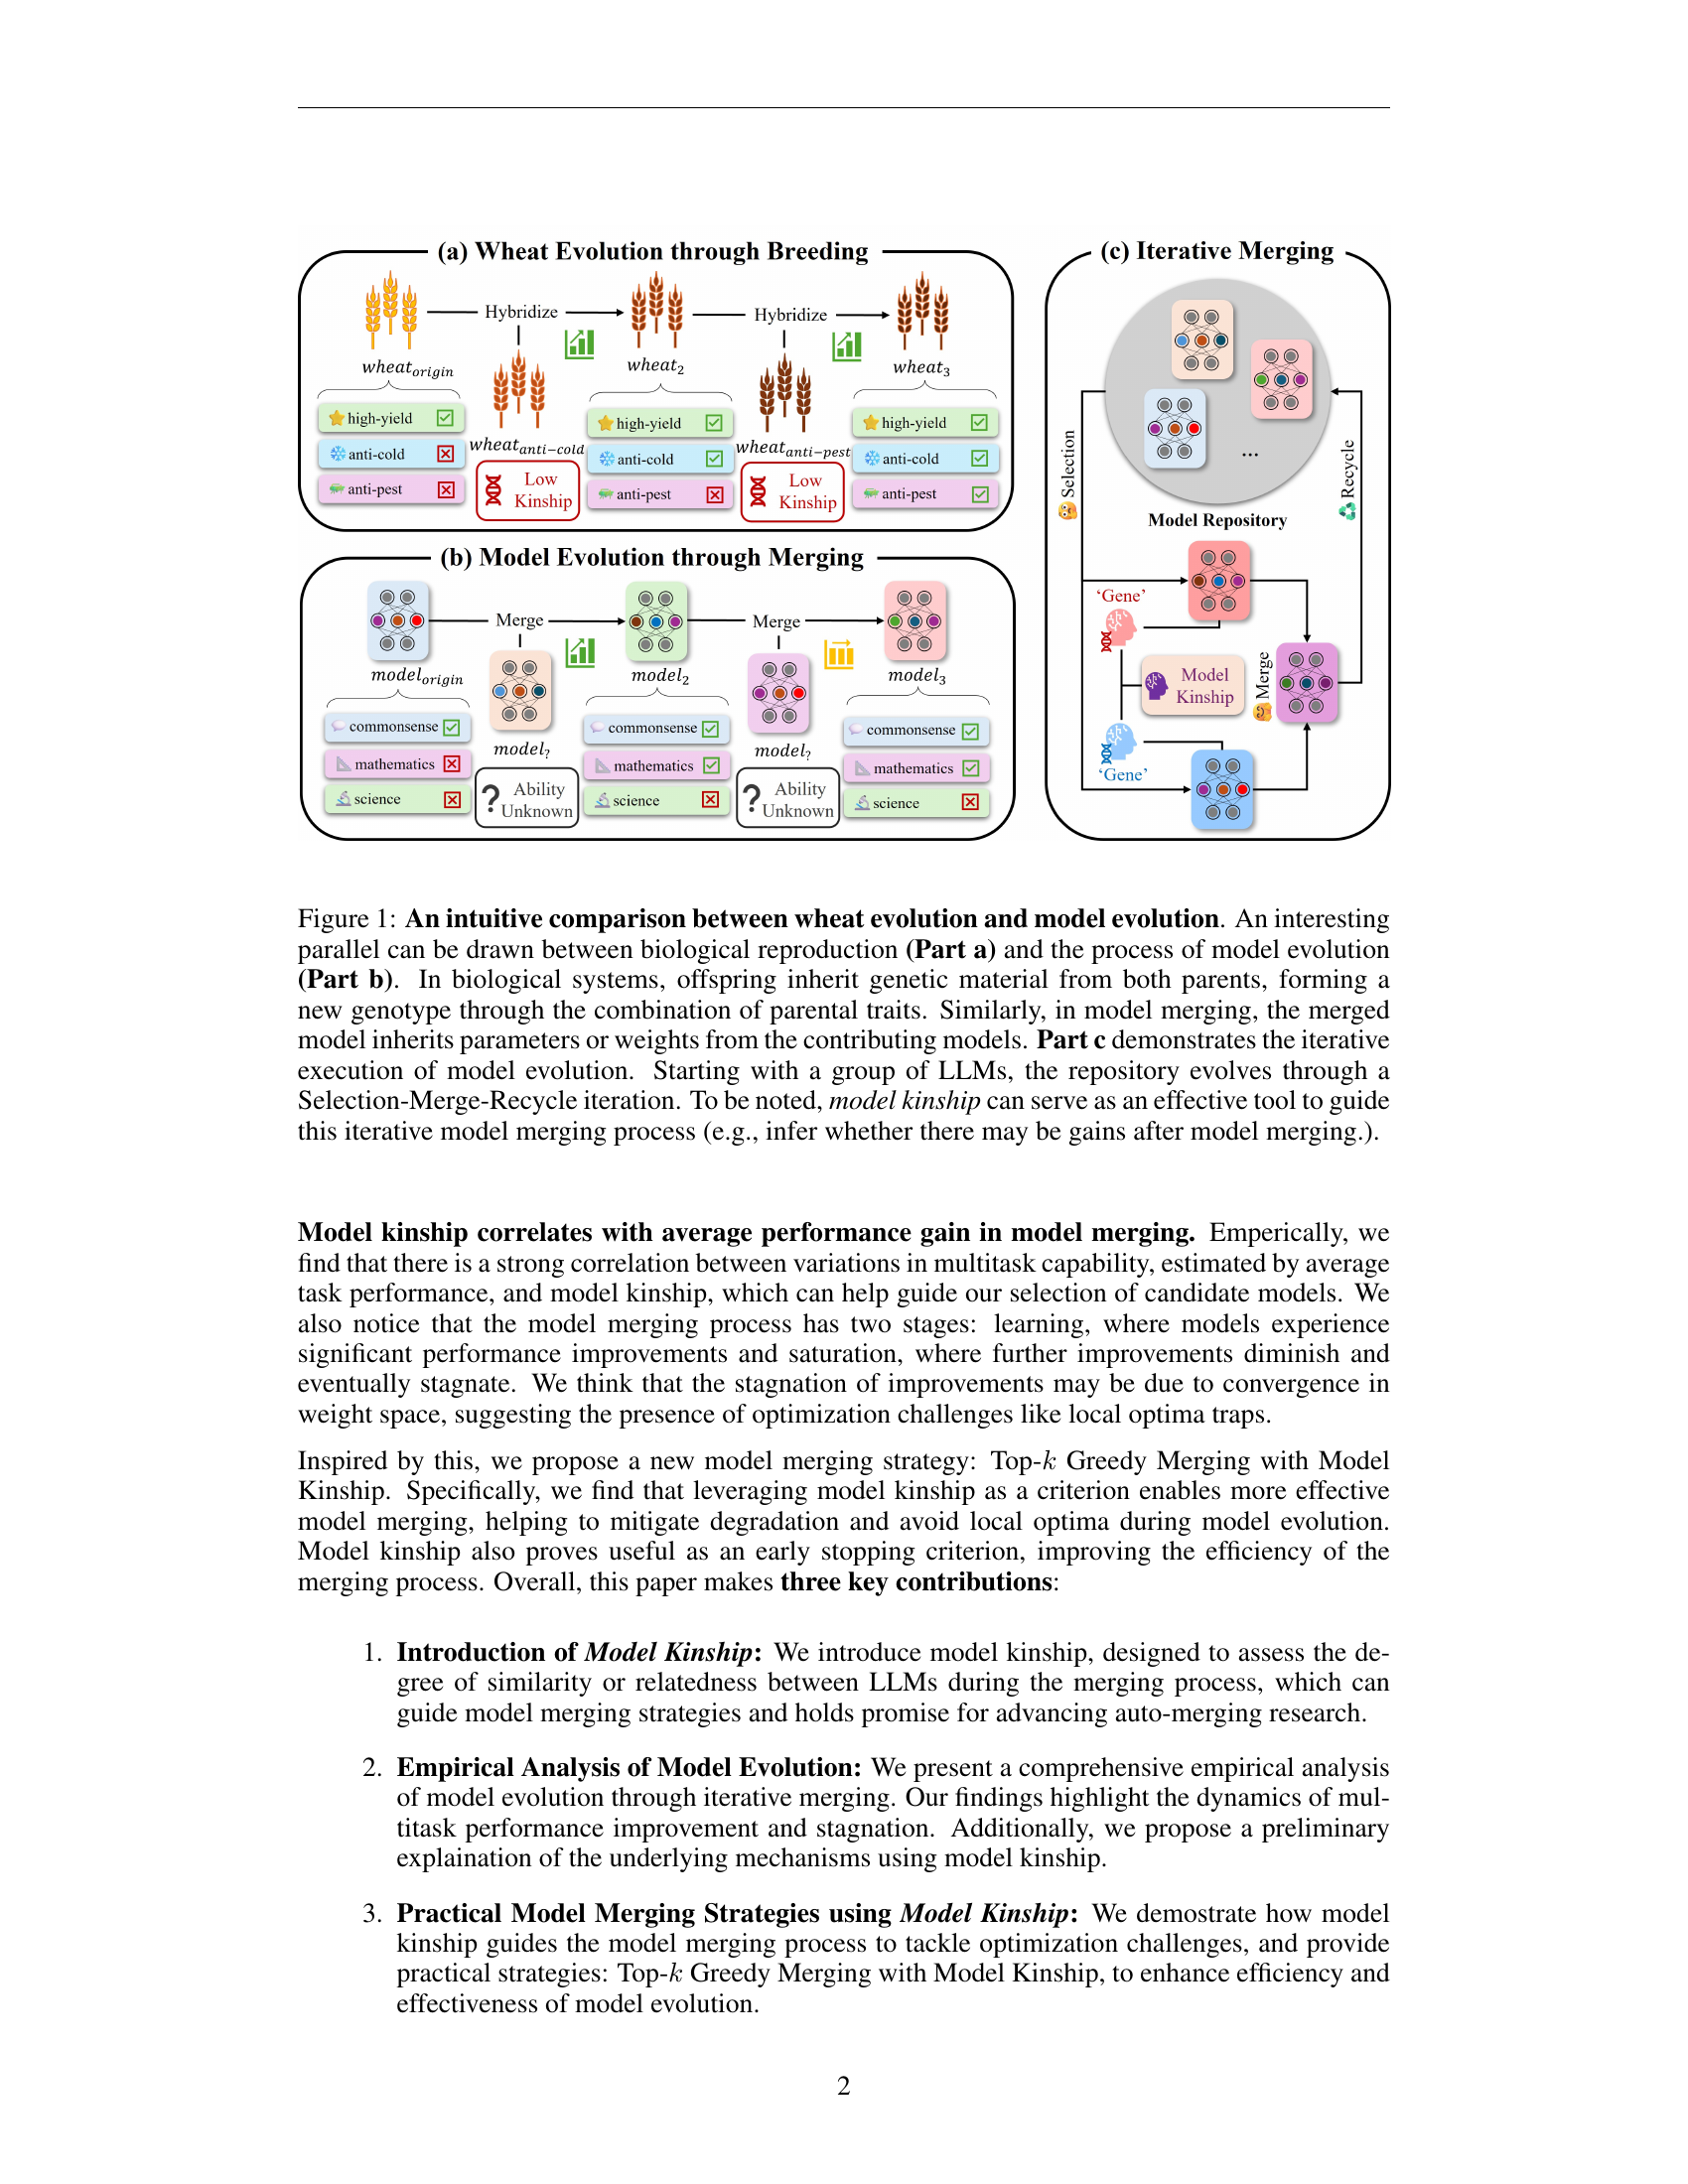 (a) Wheat Evolution through Breeding
Hybridize
Hybridize
wheat_origin
wheat_2
wheat_3
high-yield
anti-cold
anti-pest
wheat_anti−cold
Low
Kinship
high-yield
anti-cold
anti-pest
wheat_anti−pest
Low
Kinship
high-yield
anti-cold
anti-pest
(b) Model Evolution through Merging
Merge
Merge
model_origin
model_2
model_3
commonsense
mathematics
science
model_?
? Ability
Unknown
commonsense
mathematics
science
model_?
? Ability
Unknown
commonsense
mathematics
science
(c) Iterative Merging
...
Model Repository
Selection
Recycle
'Gene'
Model
Kinship
Merge
'Gene'
Figure 1: An intuitive comparison between wheat evolution and model evolution. An interesting
parallel can be drawn between biological reproduction (Part a) and the process of model evolution
(Part b). In biological systems, offspring inherit genetic material from both parents, forming a
new genotype through the combination of parental traits. Similarly, in model merging, the merged
model inherits parameters or weights from the contributing models. Part c demonstrates the iterative
execution of model evolution. Starting with a group of LLMs, the repository evolves through a
Selection-Merge-Recycle iteration. To be noted, model kinship can serve as an effective tool to guide
this iterative model merging process (e.g., infer whether there may be gains after model merging.).
Model kinship correlates with average performance gain in model merging. Emperically, we
find that there is a strong correlation between variations in multitask capability, estimated by average
task performance, and model kinship, which can help guide our selection of candidate models. We
also notice that the model merging process has two stages: learning, where models experience
significant performance improvements and saturation, where further improvements diminish and
eventually stagnate. We think that the stagnation of improvements may be due to convergence in
weight space, suggesting the presence of optimization challenges like local optima traps.
Inspired by this, we propose a new model merging strategy: Top-k Greedy Merging with Model
Kinship. Specifically, we find that leveraging model kinship as a criterion enables more effective
model merging, helping to mitigate degradation and avoid local optima during model evolution.
Model kinship also proves useful as an early stopping criterion, improving the efficiency of the
merging process. Overall, this paper makes three key contributions:
1. Introduction of Model Kinship: We introduce model kinship, designed to assess the de-
gree of similarity or relatedness between LLMs during the merging process, which can
guide model merging strategies and holds promise for advancing auto-merging research.
2. Empirical Analysis of Model Evolution: We present a comprehensive empirical analysis
of model evolution through iterative merging. Our findings highlight the dynamics of mul-
titask performance improvement and stagnation. Additionally, we propose a preliminary
explaination of the underlying mechanisms using model kinship.
3. Practical Model Merging Strategies using Model Kinship: We demostrate how model
kinship guides the model merging process to tackle optimization challenges, and provide
practical strategies: Top-k Greedy Merging with Model Kinship, to enhance efficiency and
effectiveness of model evolution.
2